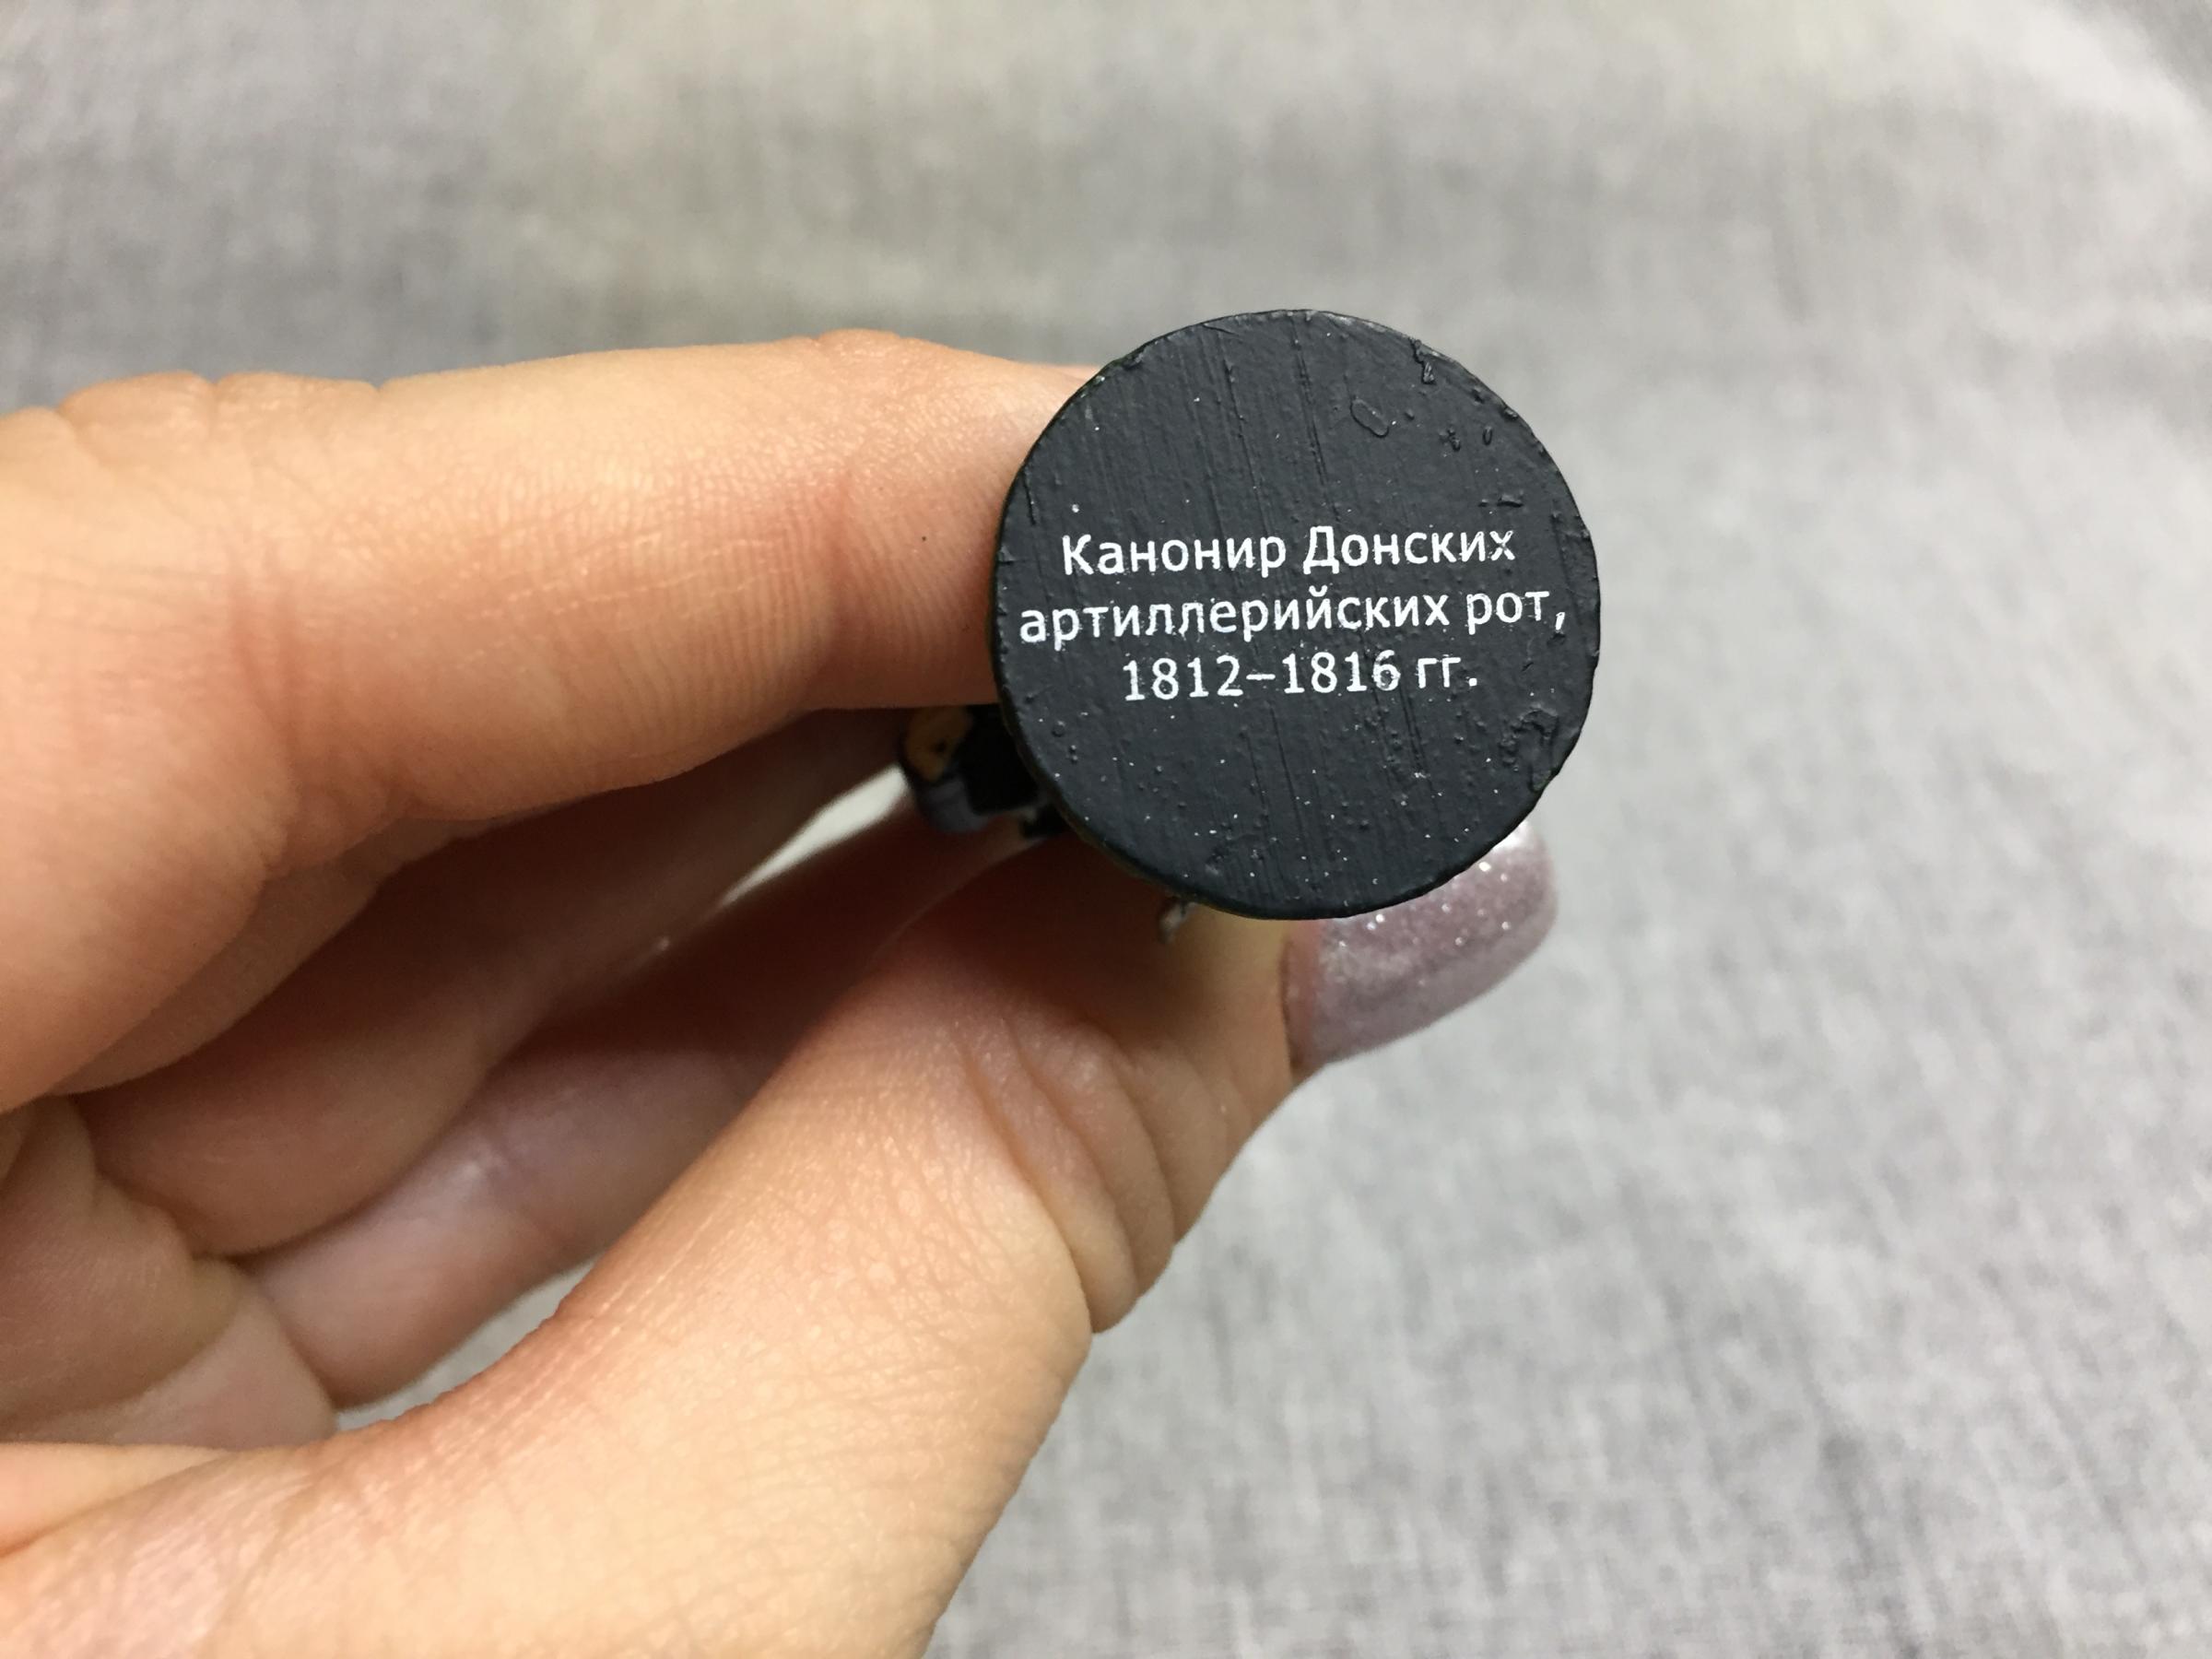 Канонир Донских
артиллерийских рот,
1812–1816 гг.